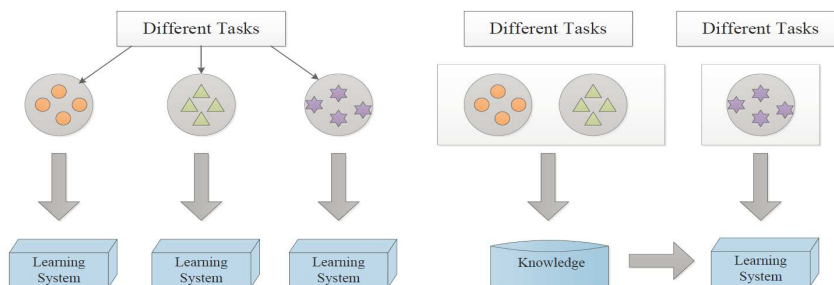 Different Tasks
Different Tasks
Different Tasks
Learning
System
Learning
System
Learning
System
Knowledge
Learning
System